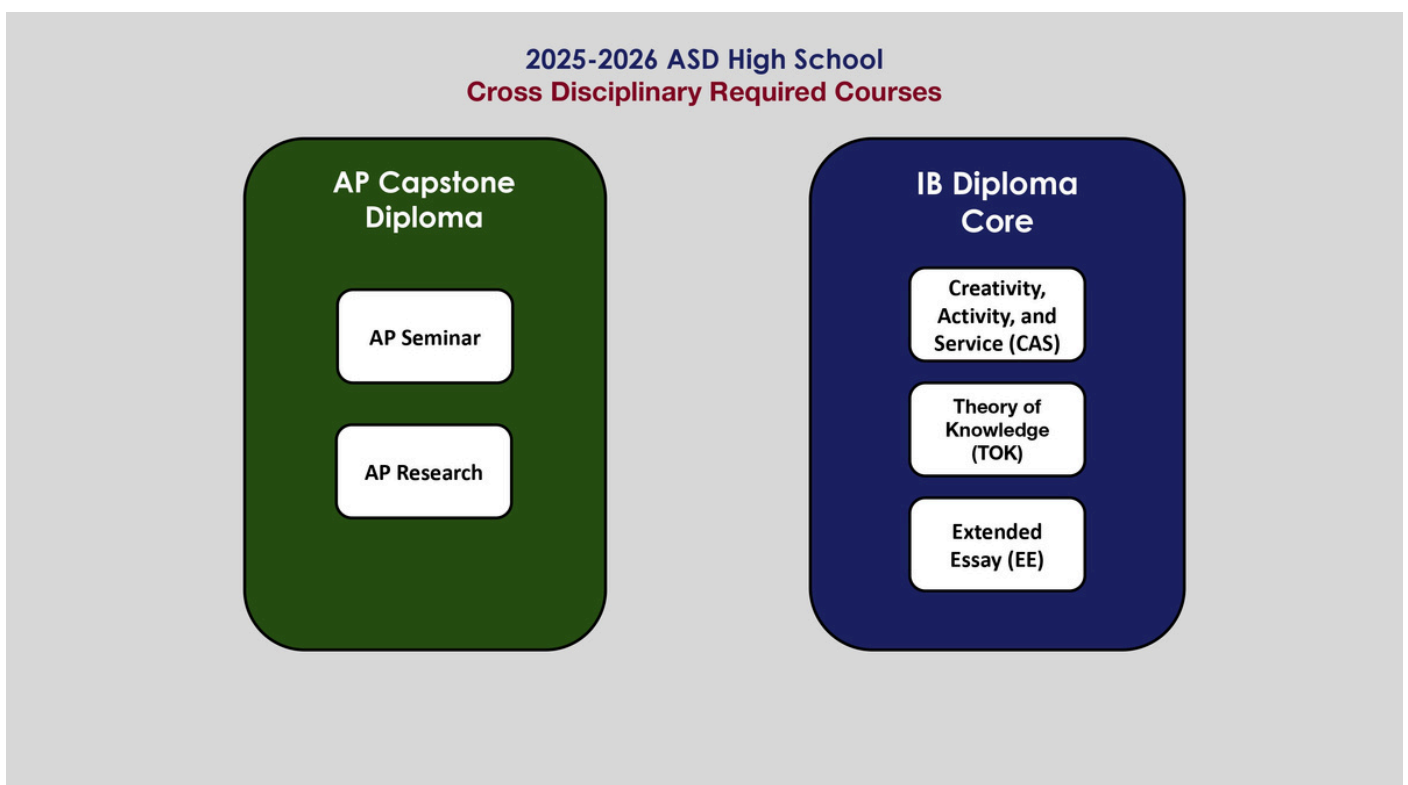 2025-2026 ASD High School
Cross Disciplinary Required Courses
AP Capstone
Diploma
AP Seminar
AP Research
IB Diploma
Core
Creativity,
Activity, and
Service (CAS)
Theory of
Knowledge
(TOK)
Extended
Essay (EE)